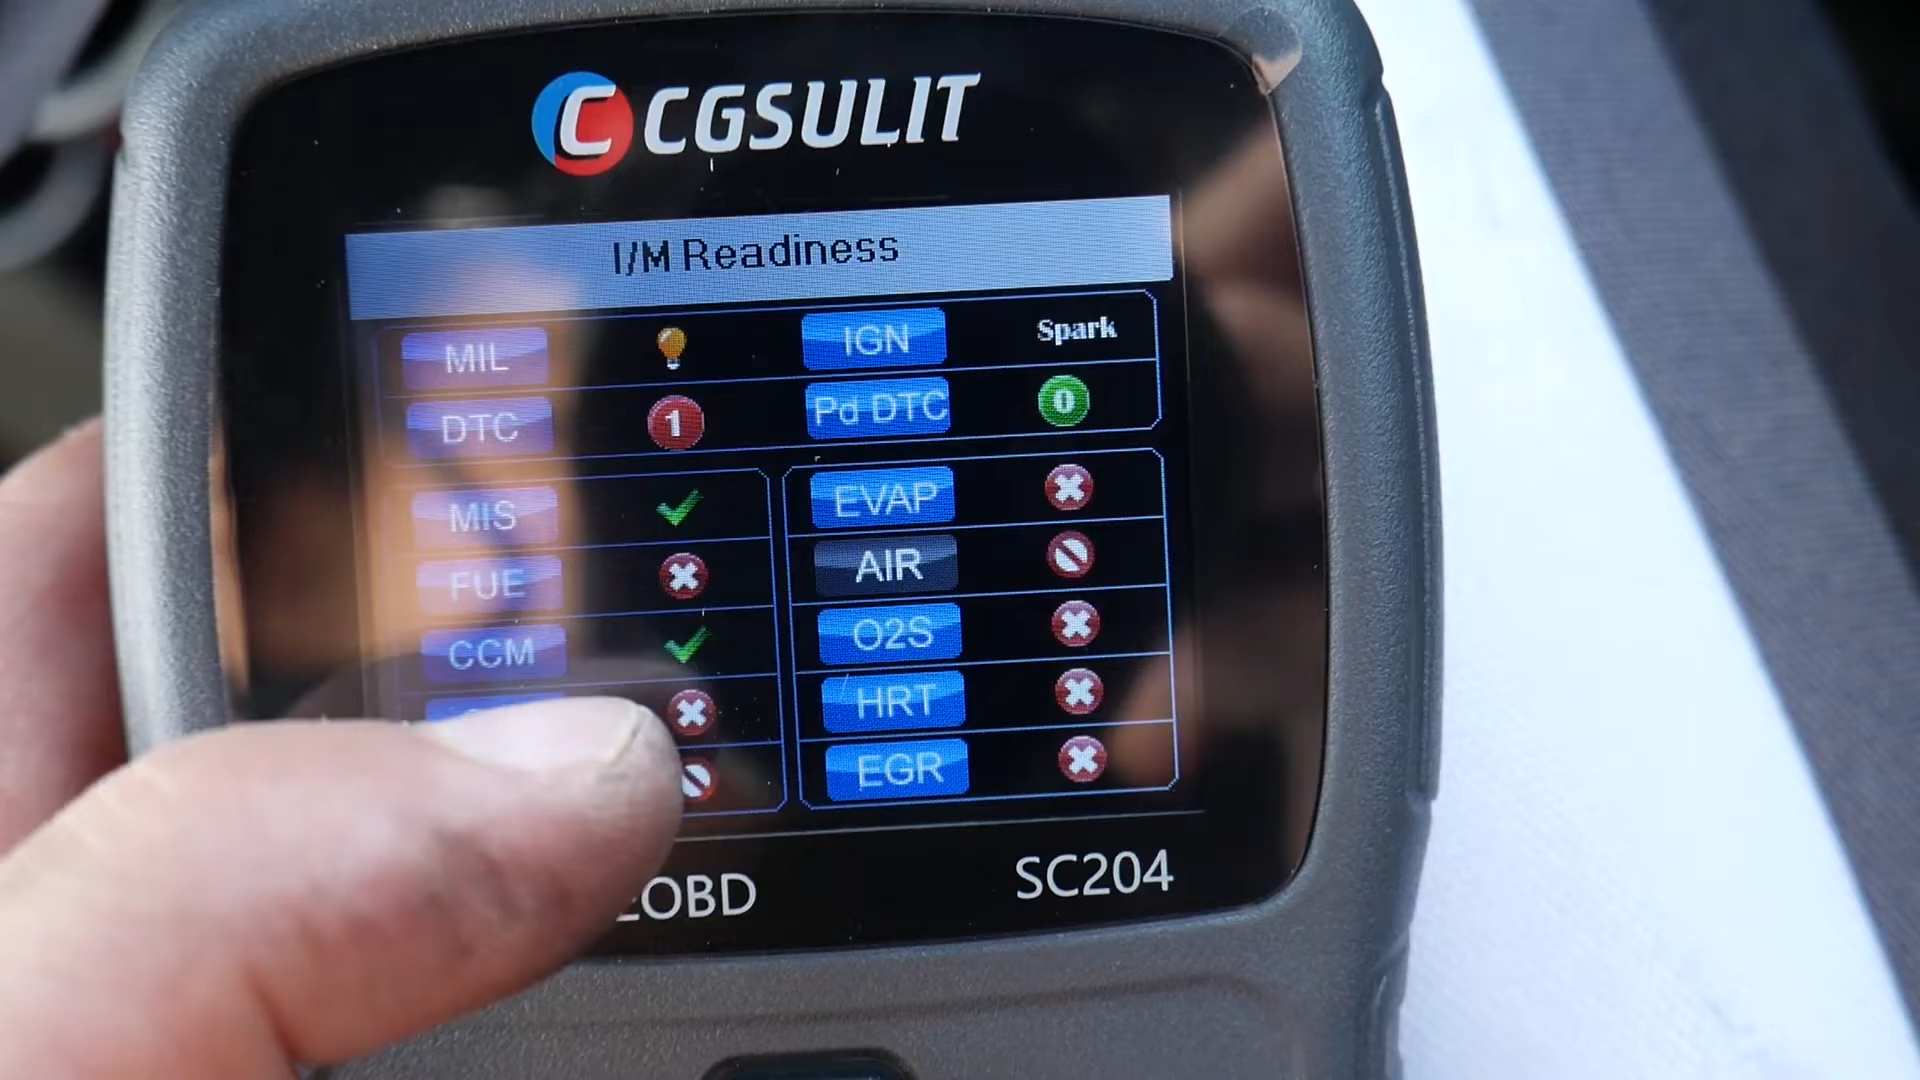 C CGSULIT
I/M Readiness
MIL IGN Spark
DTC 1 Pd DTC 0
MIS EVAP
FUE AIR
CCM O2S
HRT
EGR
EOBD SC204